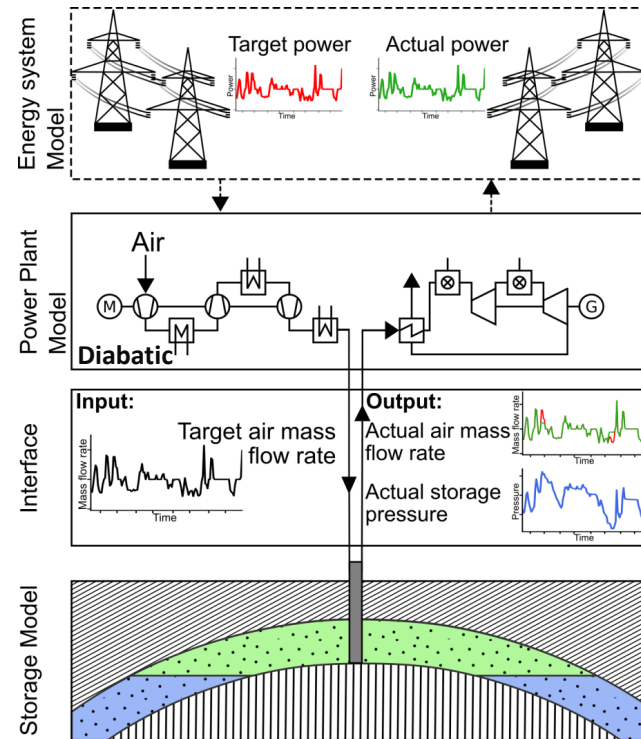 Energy system
Model
Target power
Actual power
Power
Time
Power
Time
Power Plant
Model
Air
M
M
G
Diabatic
Interface
Input:
Target air mass
flow rate
Mass flow rate
Time
Output:
Actual air mass
flow rate
Mass flow rate
Time
Actual storage
pressure
Pressure
Time
Storage Model